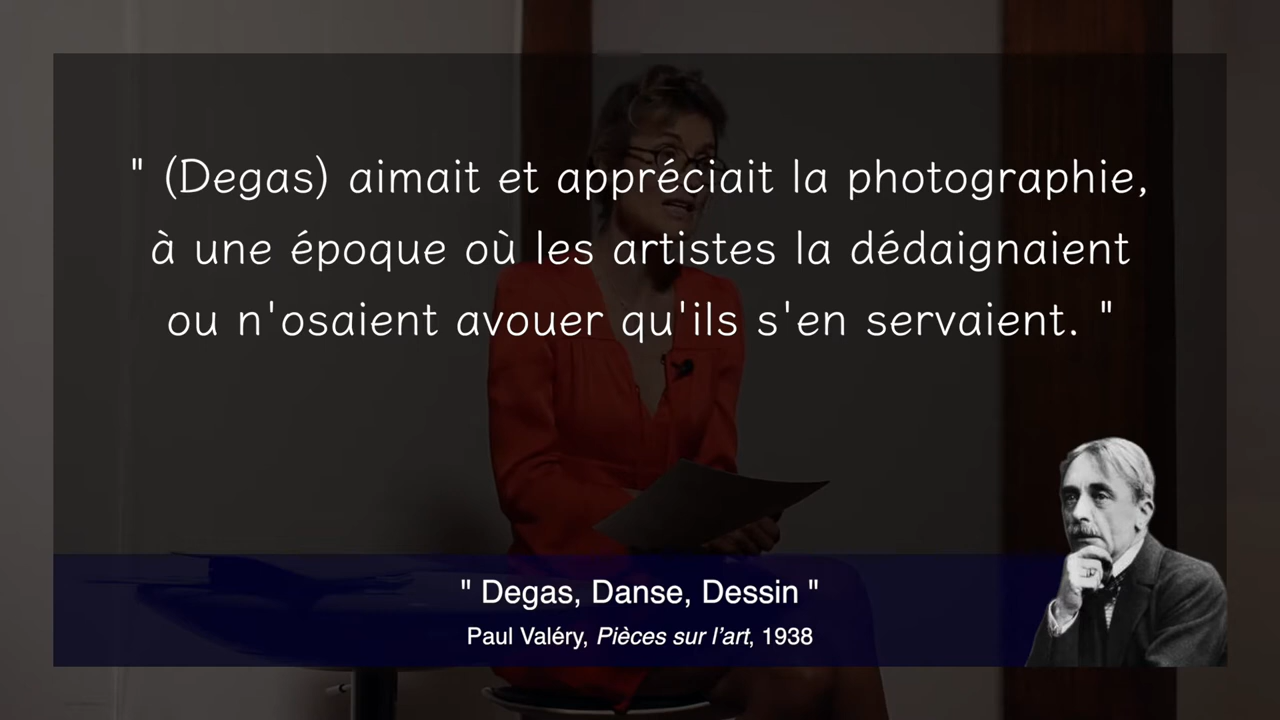 " (Degas) aimait et appréciait la photographie,
à une époque où les artistes la dédaignaient
ou n'osaient avouer qu'ils s'en servaient. "
" Degas, Danse, Dessin "
Paul Valéry, Pièces sur l’art, 1938